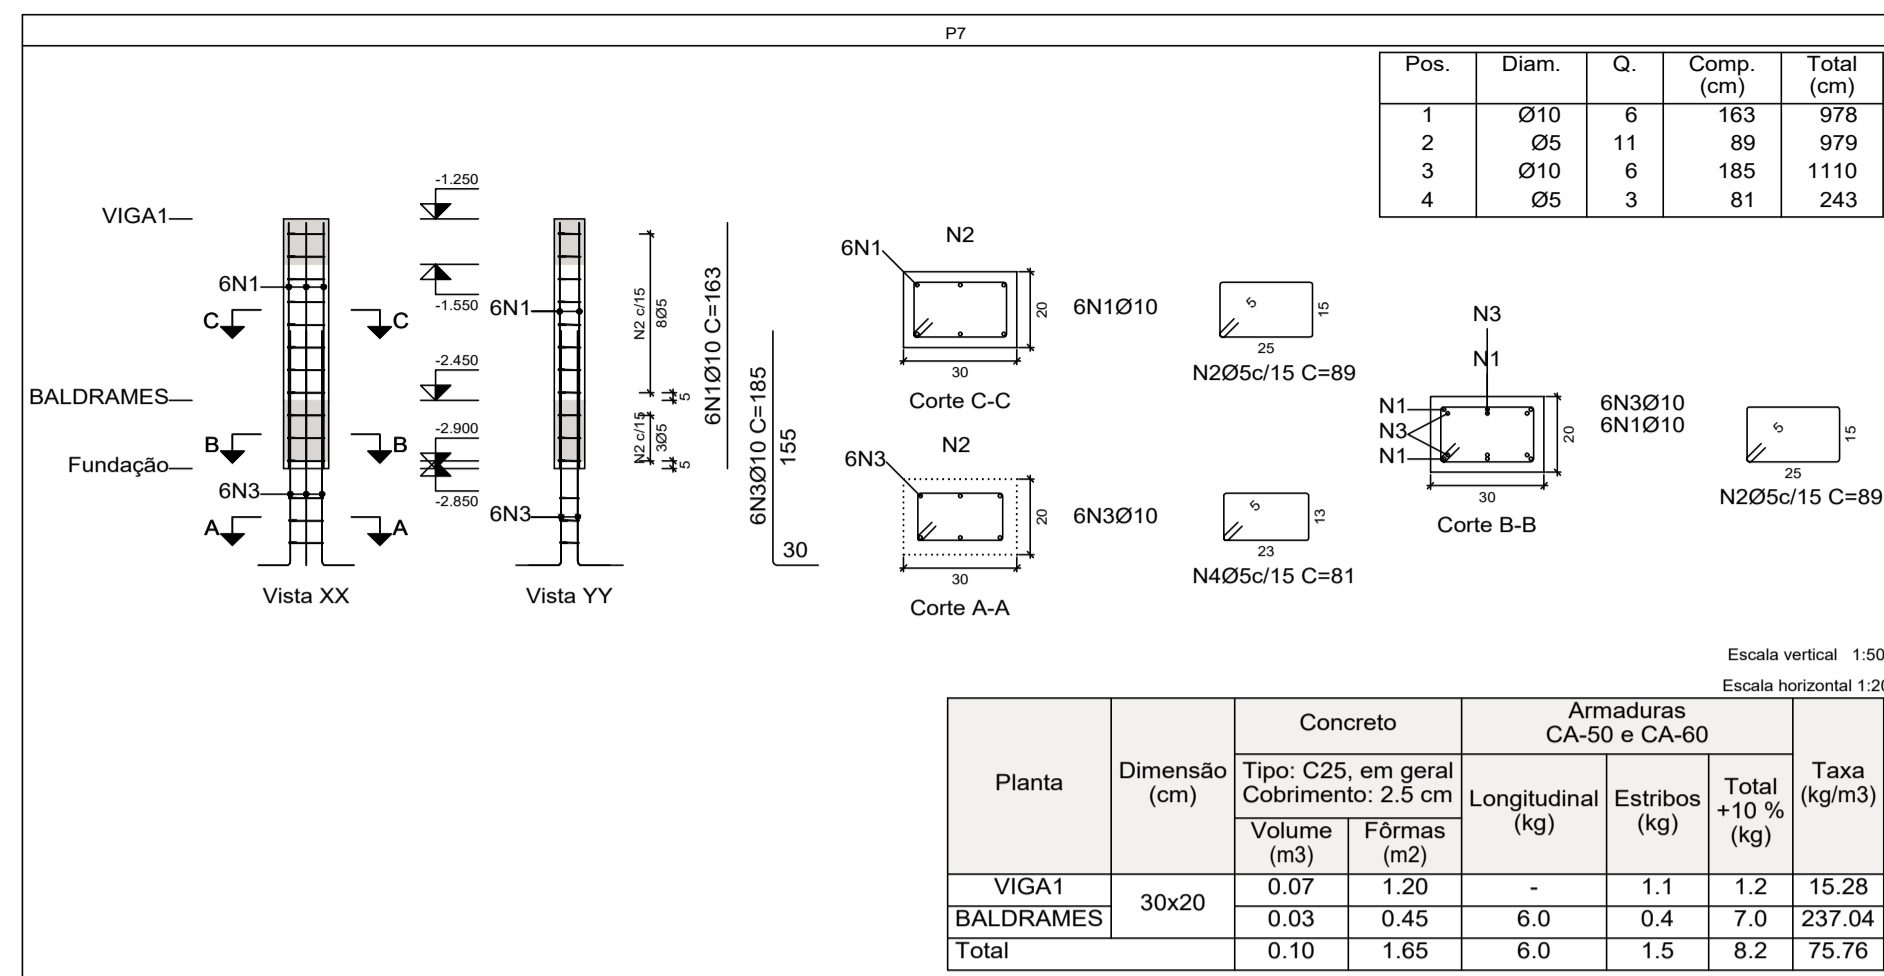 P7
Pos. Diam. Q. Comp. (cm) Total (cm)
1 Ø10 6 163 978
2 Ø5 11 89 979
3 Ø10 6 185 1110
4 Ø5 3 81 243
VIGA1
BALDRAMES
Fundação
6N1
C C
B B
6N3
A A
Vista XX
-1.250
-1.550
-2.450
-2.900
-2.850
6N1
6N3
Vista YY
N2 c/15
8Ø5
5
N2 c/15
3Ø5
5
6N1Ø10 C=163
6N3Ø10 C=185
155
30
N2
6N1
20
30
6N1Ø10
Corte C-C
5
15
25
N2Ø5c/15 C=89
N2
6N3
20
30
6N3Ø10
Corte A-A
5
13
23
N4Ø5c/15 C=81
N3
N1
N1
N3
N1
20
30
6N3Ø10
6N1Ø10
Corte B-B
5
15
25
N2Ø5c/15 C=89
Escala vertical 1:50
Escala horizontal 1:20
Planta
Dimensão
(cm)
Concreto
Tipo: C25, em geral
Cobrimento: 2.5 cm
Volume
(m3)
Fôrmas
(m2)
Armaduras
CA-50 e CA-60
Longitudinal
(kg)
Estribos
(kg)
Total
+10 %
(kg)
Taxa
(kg/m3)
VIGA1 30x20 0.07 1.20 - 1.1 1.2 15.28
BALDRAMES 0.03 0.45 6.0 0.4 7.0 237.04
Total 0.10 1.65 6.0 1.5 8.2 75.76